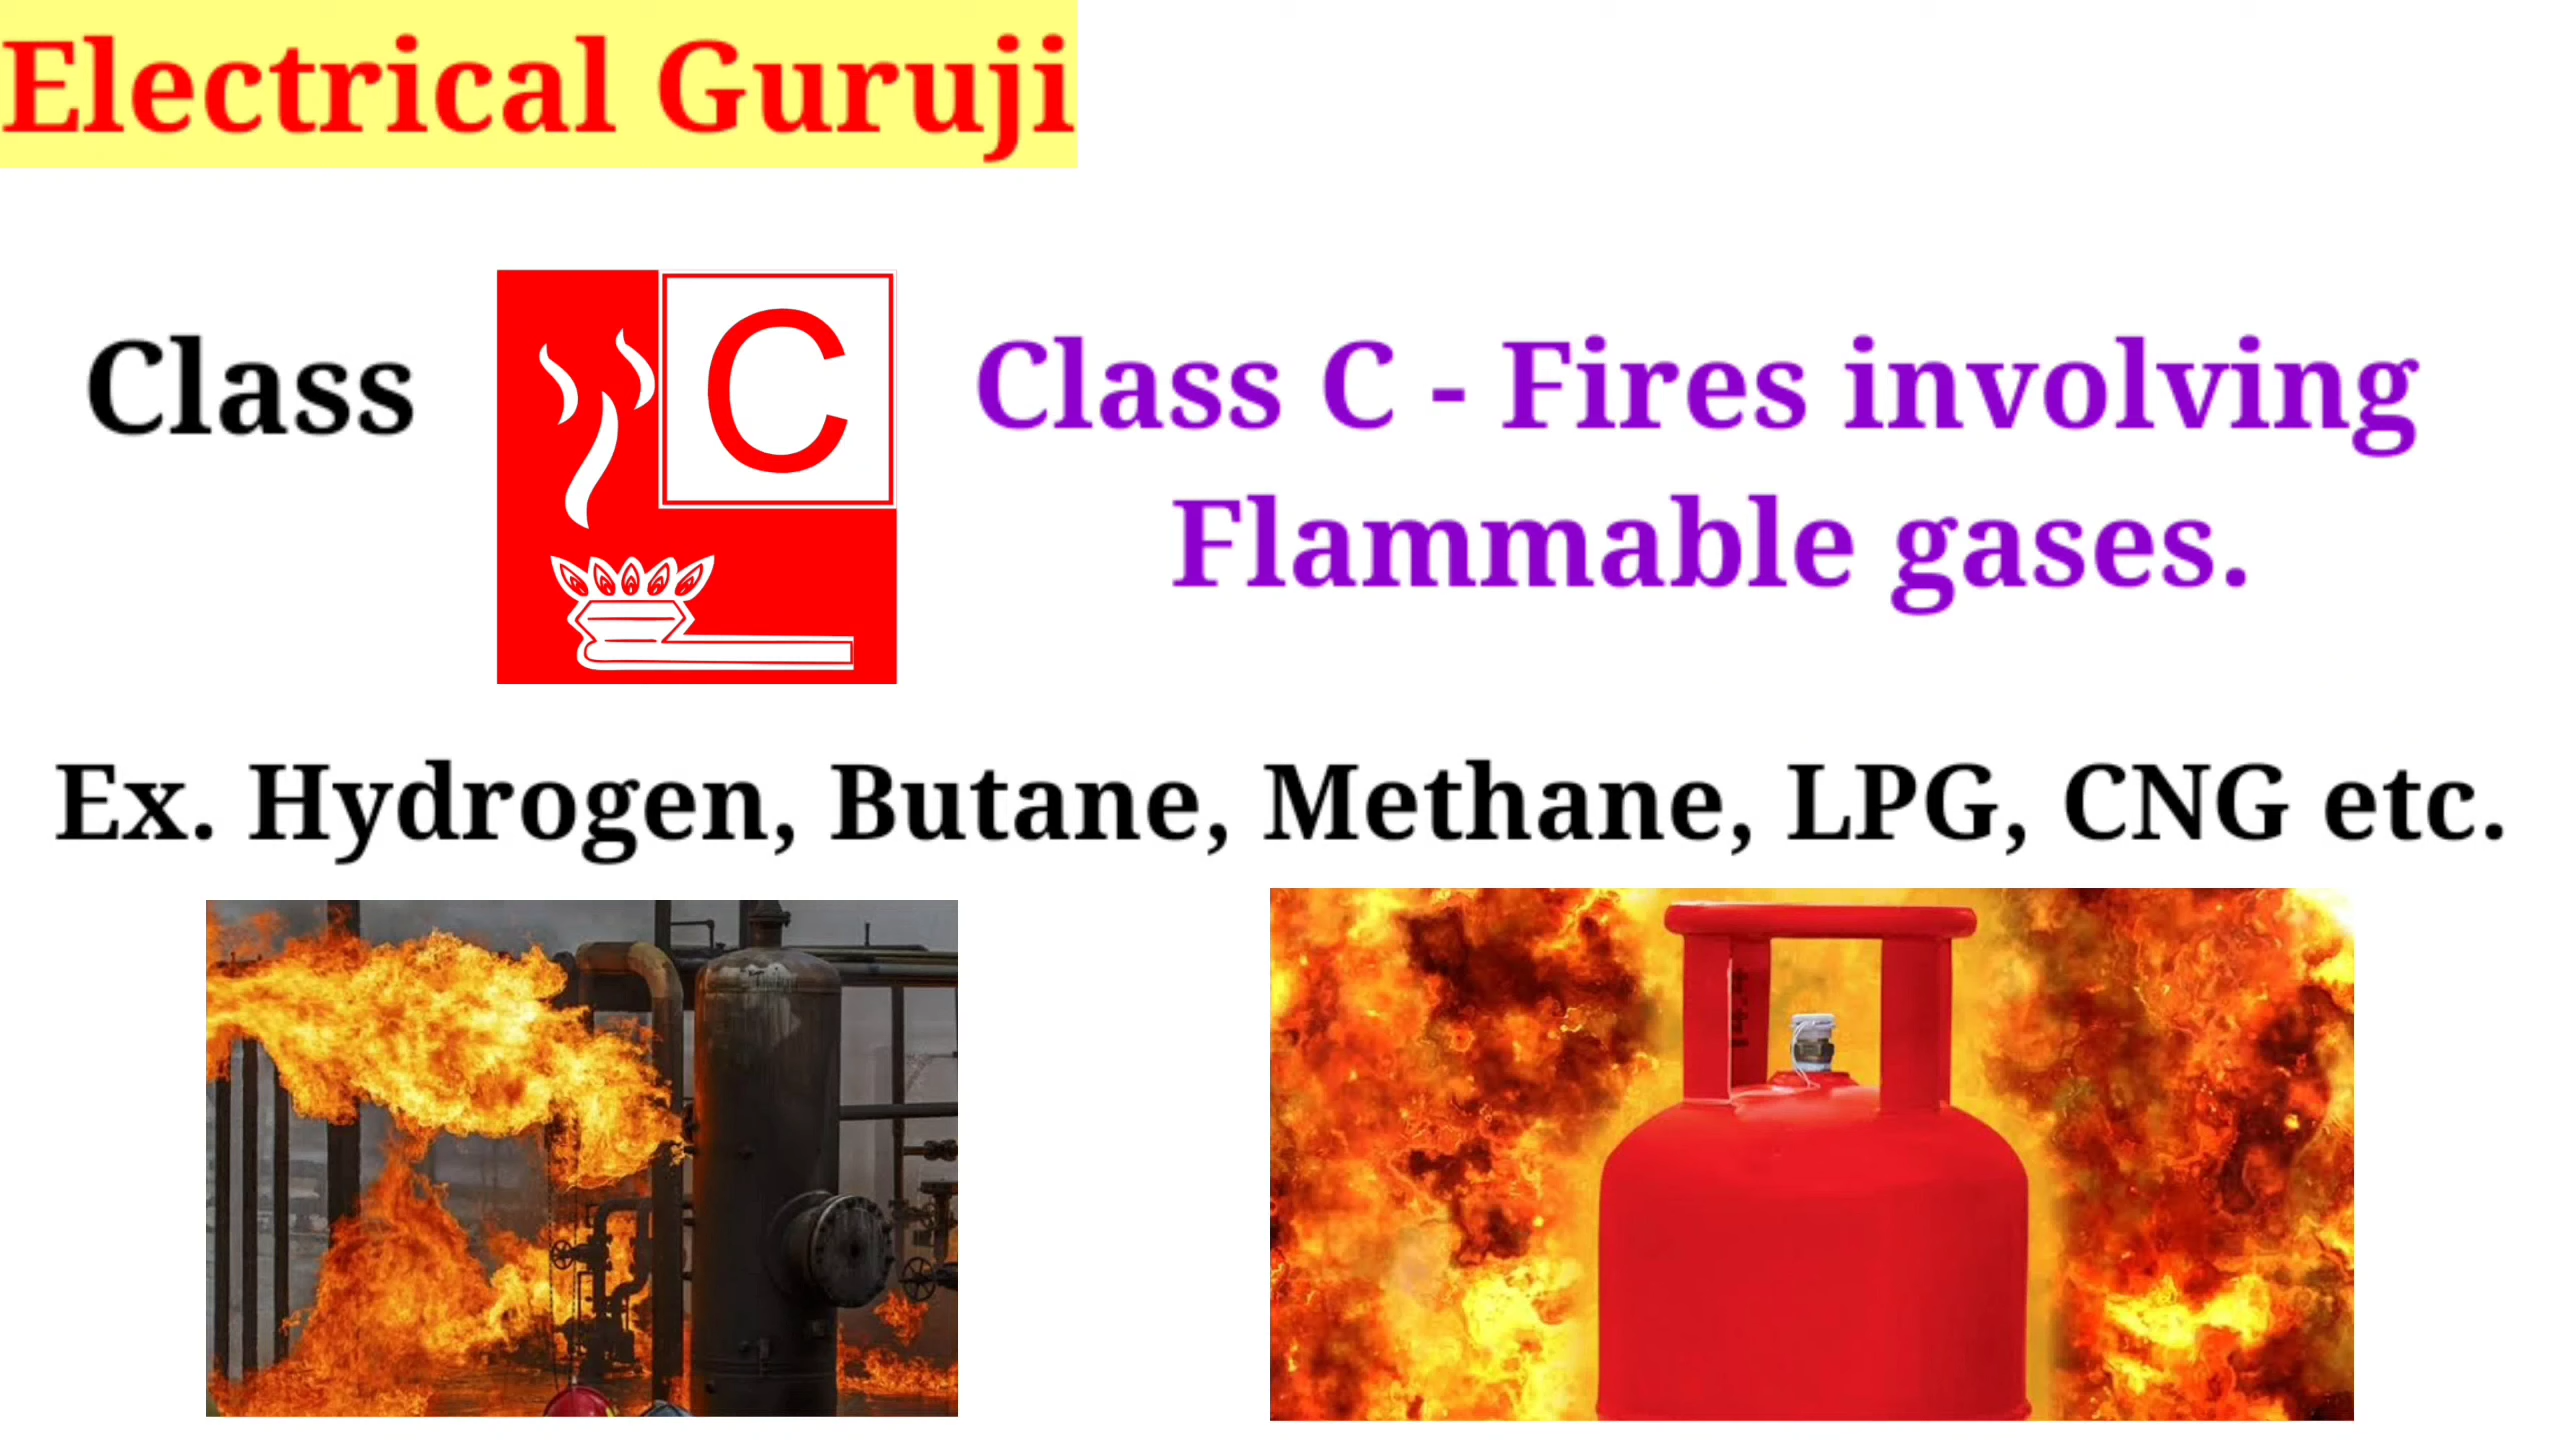 Electrical Guruji
Class
C
Class C - Fires involving
Flammable gases.
Ex. Hydrogen, Butane, Methane, LPG, CNG etc.